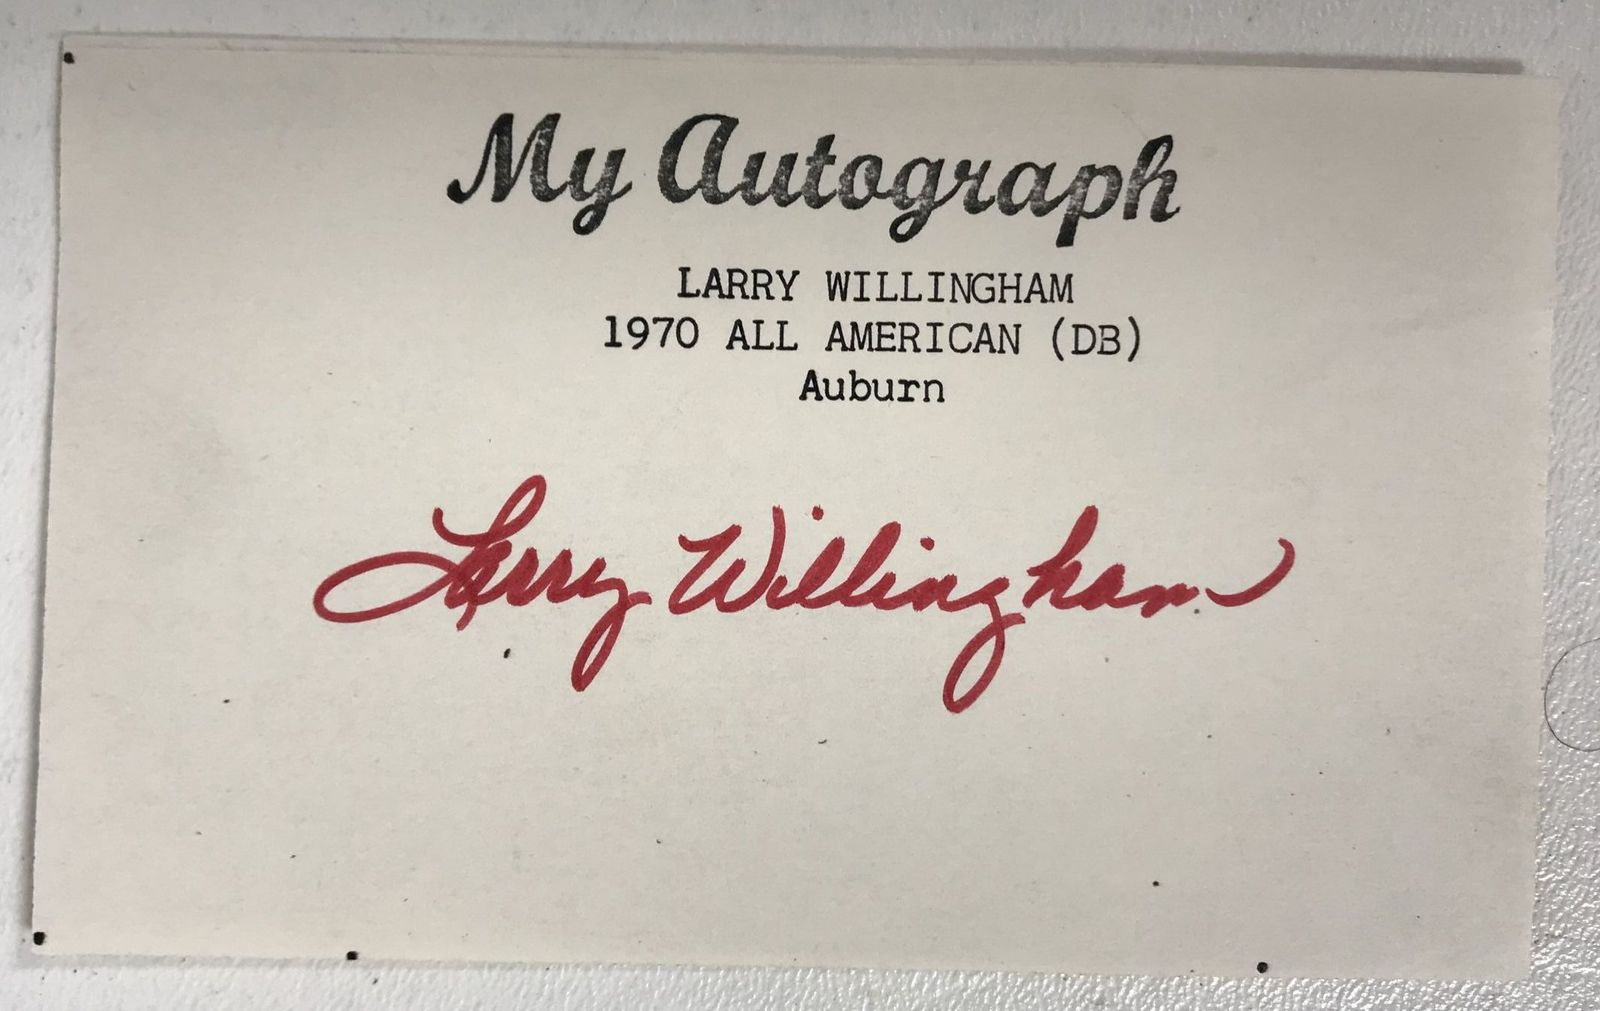 My Autograph
LARRY WILLINGHAM
1970 ALL AMERICAN (DB)
Auburn
Larry Willingham